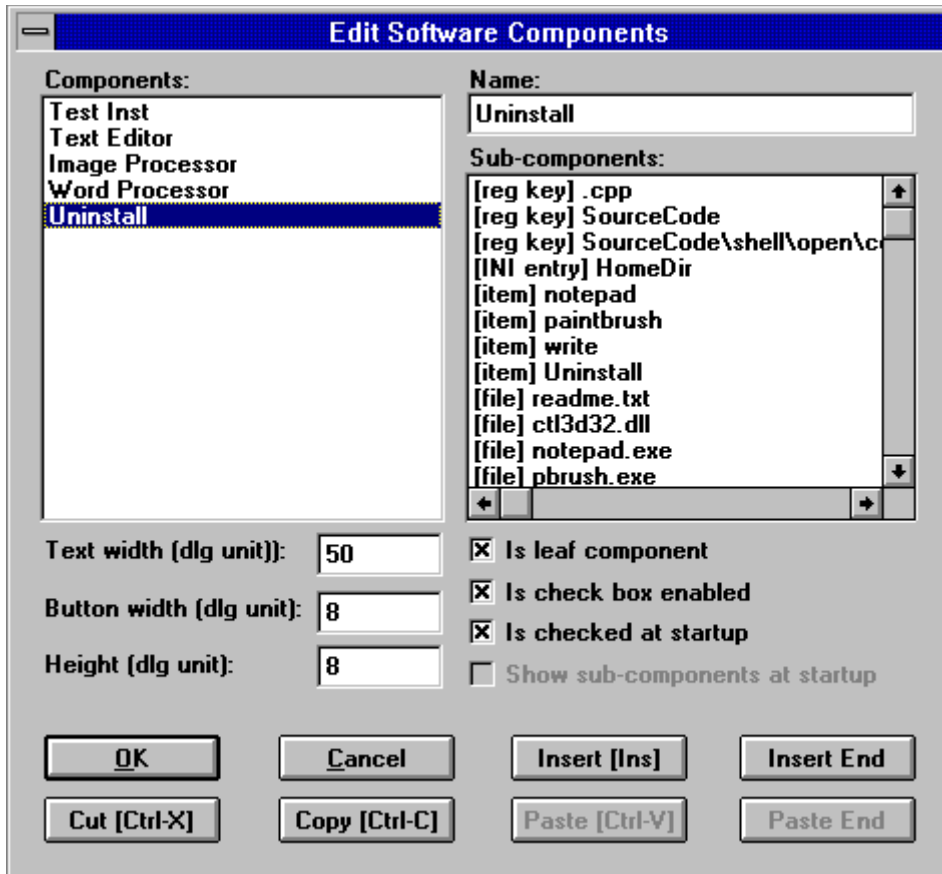 Edit Software Components
Components:
Test Inst
Text Editor
Image Processor
Word Processor
Uninstall
Name:
Uninstall
Sub-components:
[reg key] .cpp
[reg key] SourceCode
[reg key] SourceCode\shell\open\c
[INI entry] HomeDir
[item] notepad
[item] paintbrush
[item] write
[item] Uninstall
[file] readme.txt
[file] ctl3d32.dll
[file] notepad.exe
[file] pbrush.exe
Text width (dlg unit)): 50
Button width (dlg unit): 8
Height (dlg unit): 8
Is leaf component
Is check box enabled
Is checked at startup
Show sub-components at startup
OK Cancel Insert [Ins] Insert End
Cut [Ctrl-X] Copy [Ctrl-C] Paste [Ctrl-V] Paste End